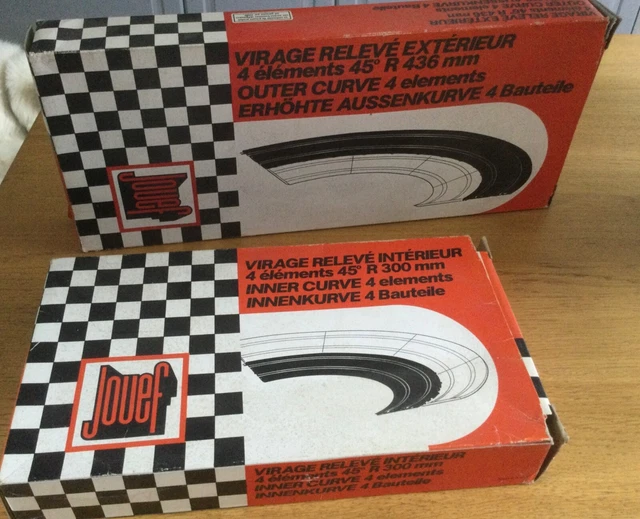 VIRAGE RELEVÉ EXTÉRIEUR
4 éléments 45° R 436 mm
OUTER CURVE 4 elements
ERHÖHTE AUSSENKURVE 4 Bauteile
Jouef
VIRAGE RELEVÉ INTÉRIEUR
4 éléments 45° R 300 mm
INNER CURVE 4 elements
INNENKURVE 4 Bauteile
Jouef
VIRAGE RELEVÉ INTÉRIEUR
4 éléments 45° R 300 mm
INNER CURVE 4 elements
INNENKURVE 4 Bauteile